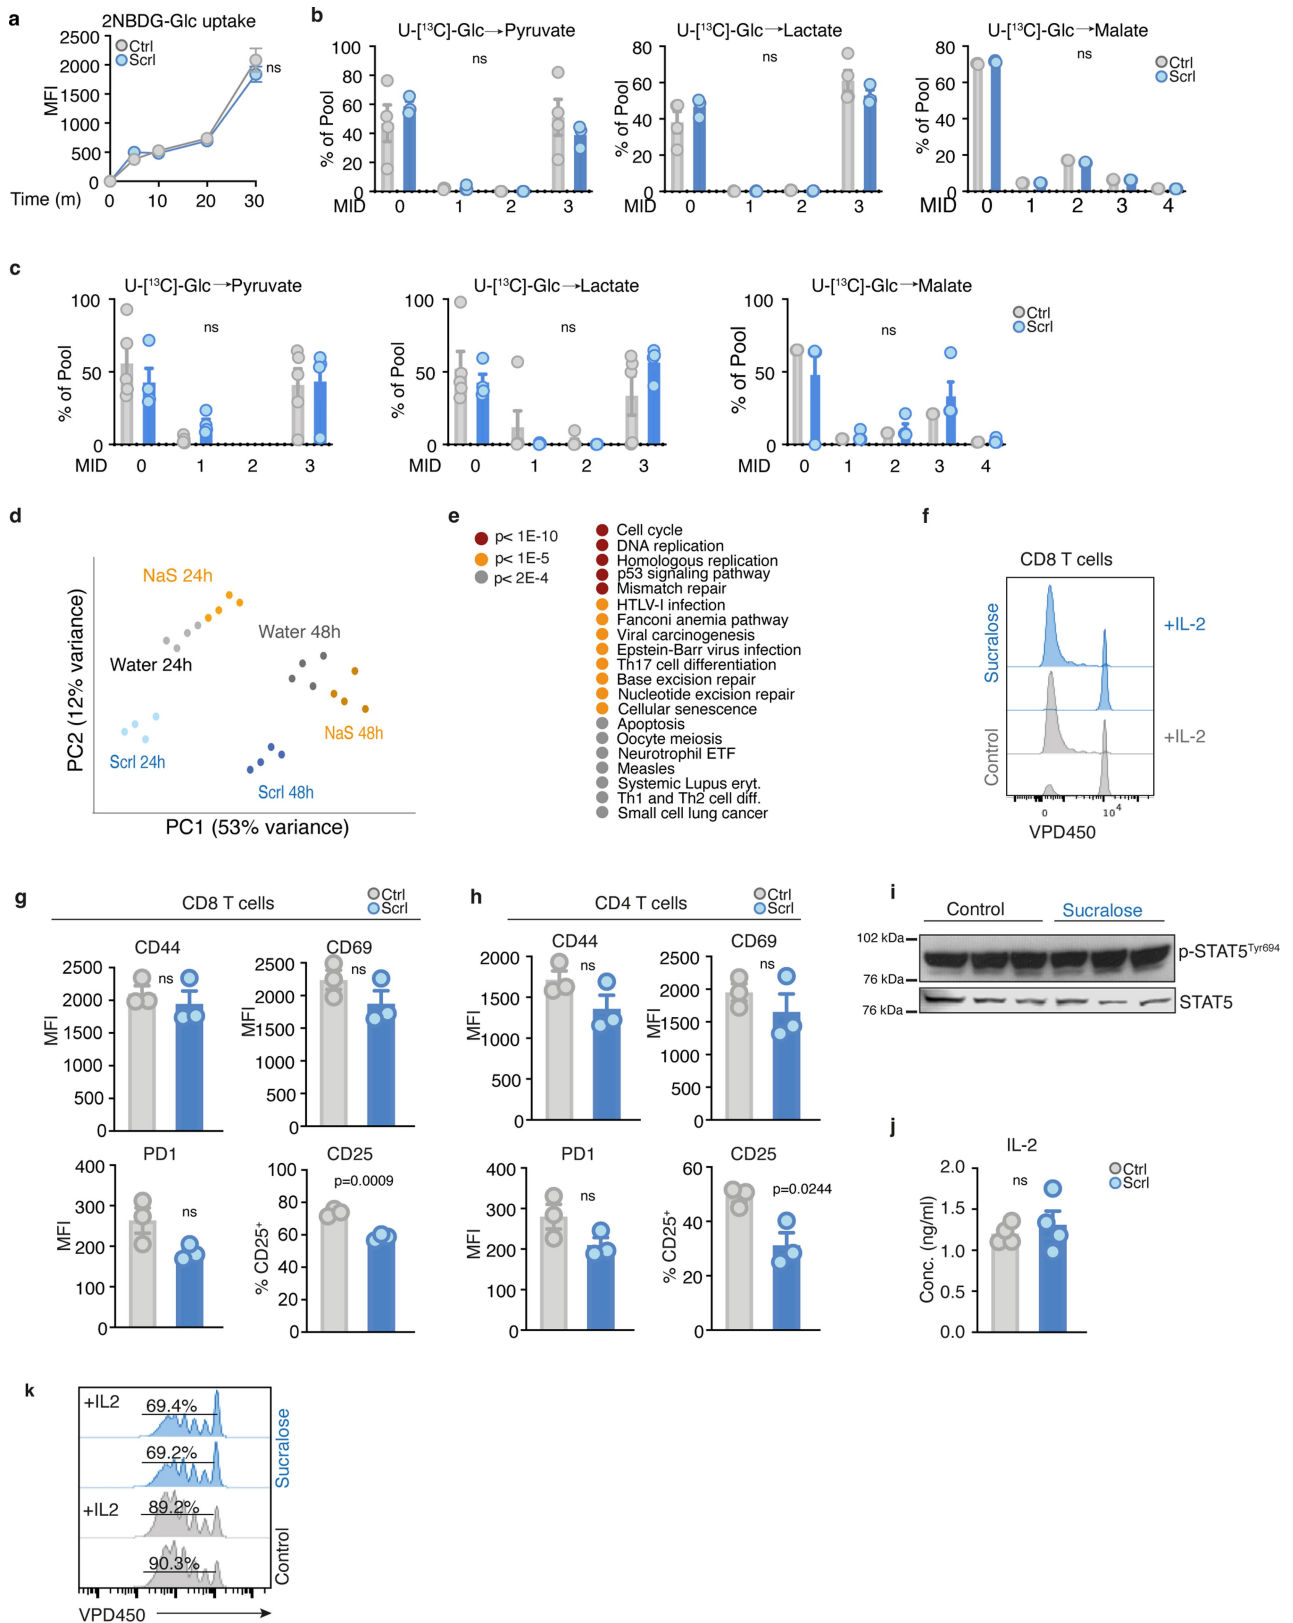 a
2NBDG-Glc uptake
2500
2000
1500
1000
500
0
MFI
Ctrl
Scrl
ns
Time (m)
0
10
20
30
b
U-[¹³C]-Glc→Pyruvate
ns
100
80
60
40
20
0
% of Pool
MID
0
1
2
3
U-[¹³C]-Glc→Lactate
ns
80
60
40
20
0
% of Pool
MID
0
1
2
3
U-[¹³C]-Glc→Malate
ns
Ctrl
Scrl
80
60
40
20
0
% of Pool
MID
0
1
2
3
4
c
U-[¹³C]-Glc→Pyruvate
ns
100
50
0
% of Pool
MID
0
1
2
3
U-[¹³C]-Glc→Lactate
ns
100
50
0
% of Pool
MID
0
1
2
3
U-[¹³C]-Glc→Malate
ns
Ctrl
Scrl
100
50
0
% of Pool
MID
0
1
2
3
4
d
NaS 24h
Water 48h
Water 24h
NaS 48h
Scrl 24h
Scrl 48h
PC2 (12% variance)
PC1 (53% variance)
e
p< 1E-10
p< 1E-5
p< 2E-4
Cell cycle
DNA replication
Homologous replication
p53 signaling pathway
Mismatch repair
HTLV-I infection
Fanconi anemia pathway
Viral carcinogenesis
Epstein-Barr virus infection
Th17 cell differentiation
Base excision repair
Nucleotide excision repair
Cellular senescence
Apoptosis
Oocyte meiosis
Neurotrophil ETF
Measles
Systemic Lupus eryt.
Th1 and Th2 cell diff.
Small cell lung cancer
f
CD8 T cells
Sucralose
+IL-2
Control
+IL-2
0
10⁴
VPD450
g
CD8 T cells
Ctrl
Scrl
CD44
ns
2500
2000
1500
1000
500
0
MFI
CD69
ns
2500
2000
1500
1000
500
0
MFI
PD1
ns
400
300
200
100
0
MFI
CD25
p=0.0009
100
80
60
40
20
0
% CD25⁺
h
CD4 T cells
Ctrl
Scrl
CD44
ns
2000
1500
1000
500
0
MFI
CD69
ns
2500
2000
1500
1000
500
0
MFI
PD1
ns
400
300
200
100
0
MFI
CD25
p=0.0244
60
40
20
0
% CD25⁺
i
Control
Sucralose
102 kDa
p-STAT5ᵀʸʳ⁶⁹⁴
76 kDa
STAT5
76 kDa
j
IL-2
ns
Ctrl
Scrl
2.0
1.5
1.0
0.5
0.0
Conc. (ng/ml)
k
+IL2
69.4%
69.2%
Sucralose
+IL2
89.2%
90.3%
Control
VPD450